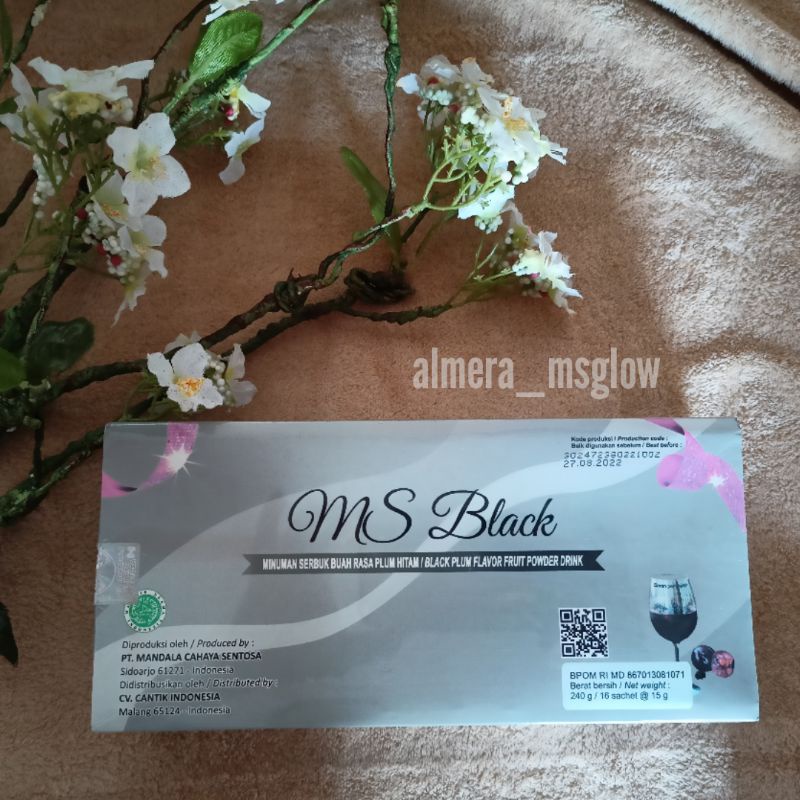 almera_msglow
Kode produksi / Production code :
Baik digunakan sebelum / Best before :
27.08.2022
MS Black
MINUMAN SERBUK BUAH RASA PLUM HITAM / BLACK PLUM FLAVOR FRUIT POWDER DRINK
Diproduksi oleh / Produced by :
PT. MANDALA CAHAYA SENTOSA
Sidoarjo 61271 - Indonesia
Didistribusikan oleh / Distributed by :
CV. CANTIK INDONESIA
Malang 65124 - Indonesia
BPOM RI MD 867013081071
Berat bersih / Net weight :
240 g / 16 sachet @ 15 g